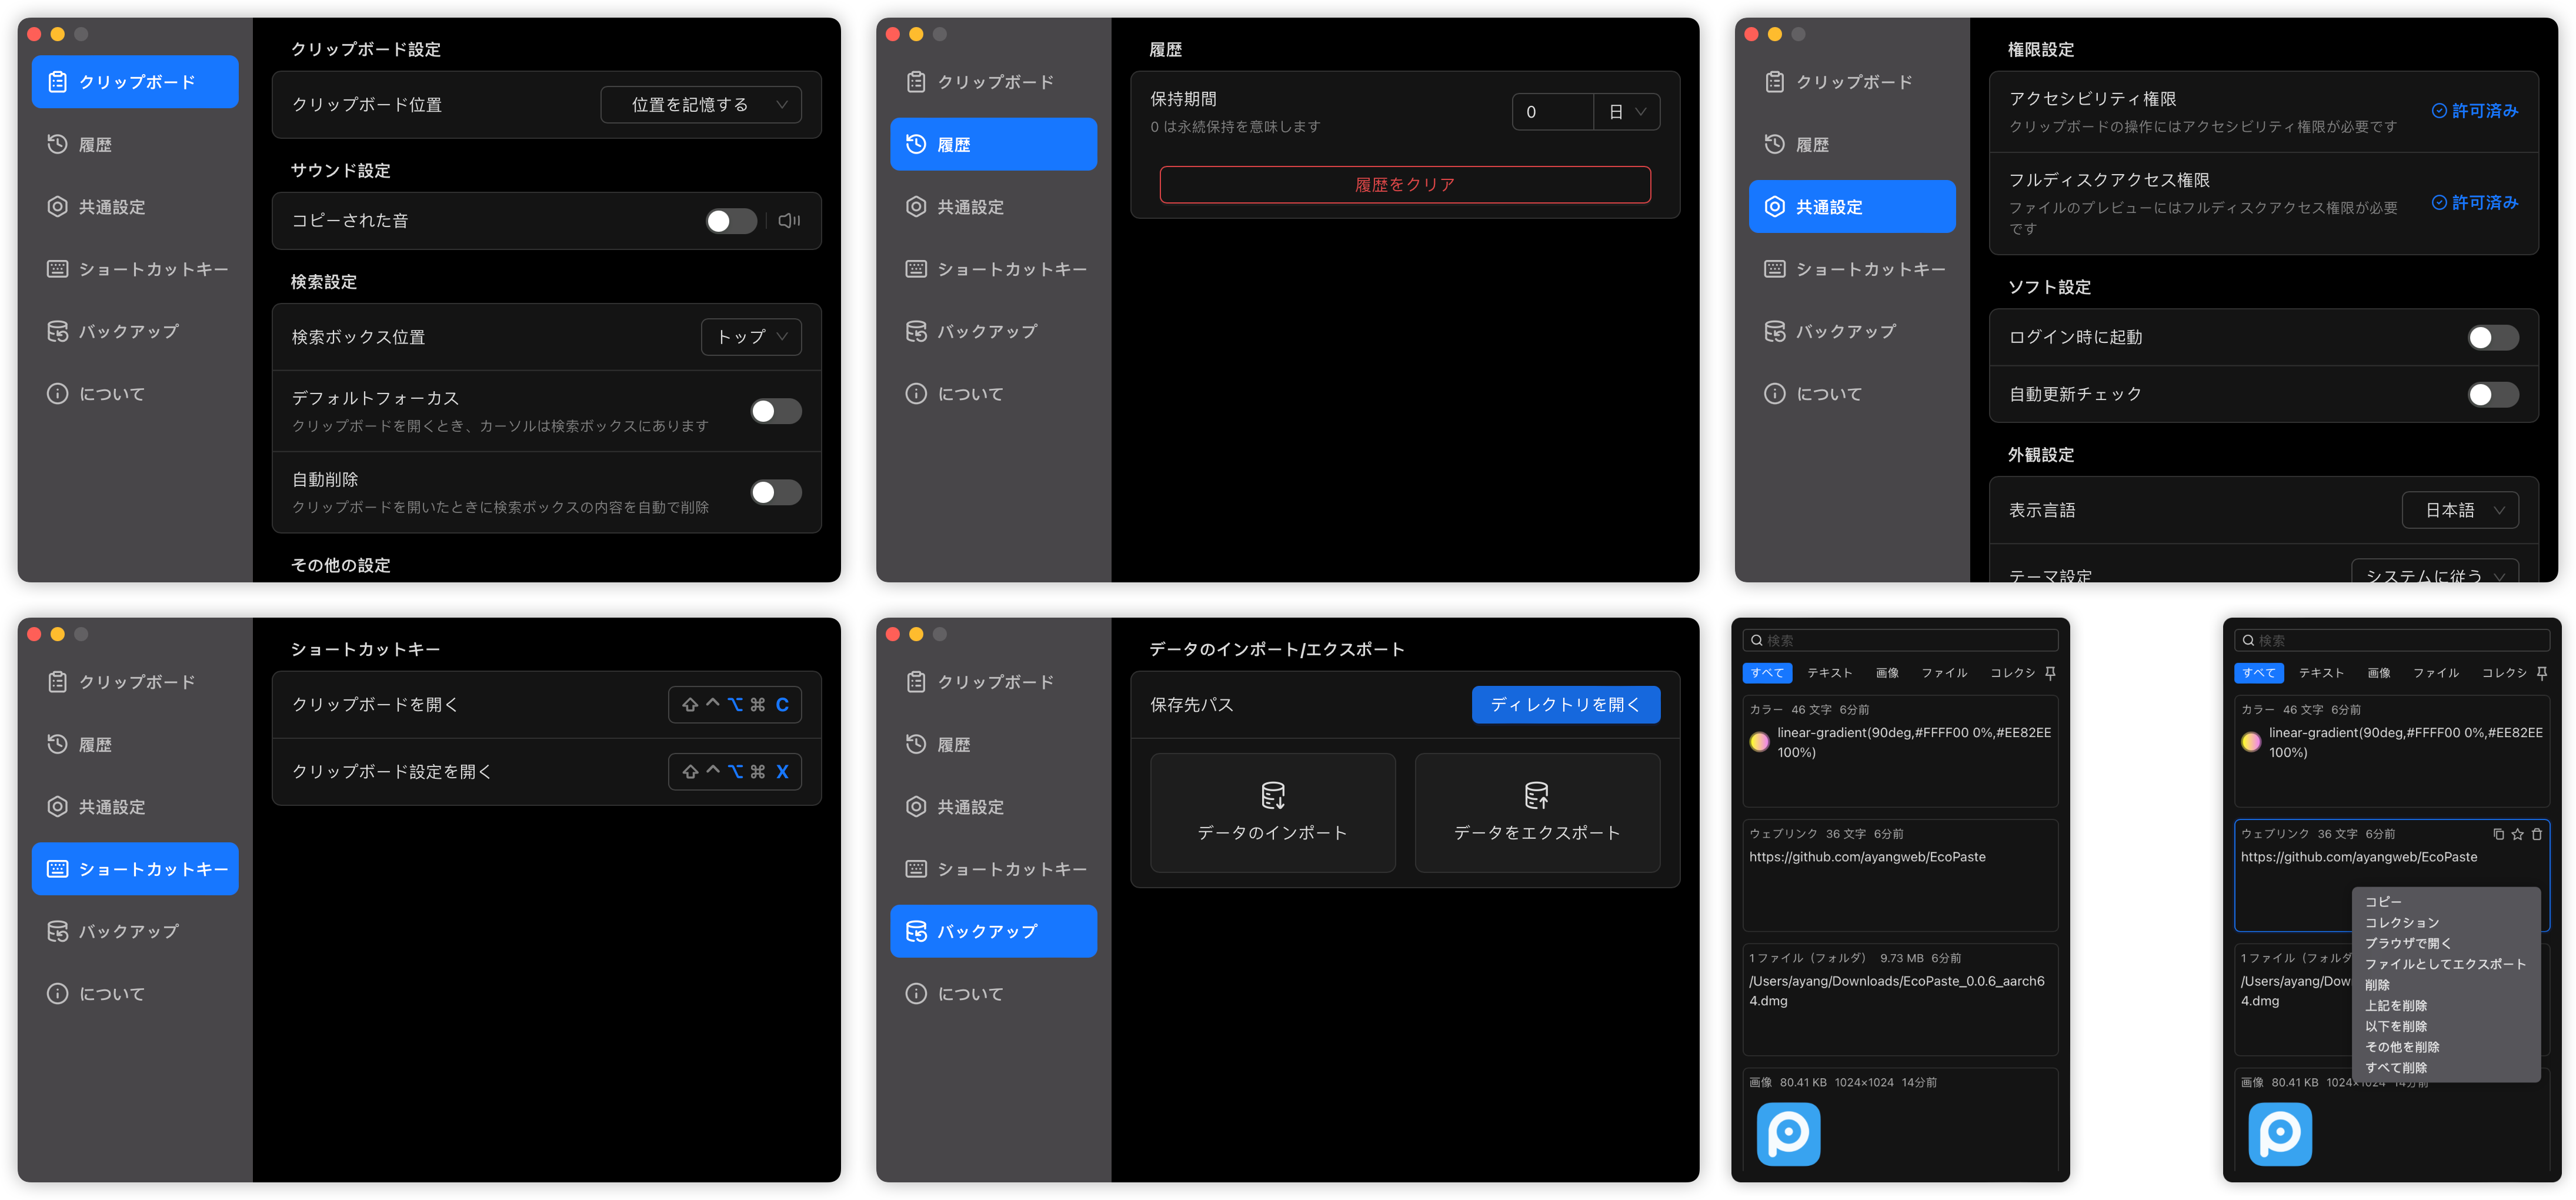 クリップボード
履歴
共通設定
ショートカットキー
バックアップ
について
クリップボード設定
クリップボード位置
位置を記憶する
サウンド設定
コピーされた音
検索設定
検索ボックス位置
トップ
デフォルトフォーカス
クリップボードを開くとき、カーソルは検索ボックスにあります
自動削除
クリップボードを開いたときに検索ボックスの内容を自動で削除
その他の設定
クリップボード
履歴
共通設定
ショートカットキー
バックアップ
について
履歴
保持期間
0 は永続保持を意味します
0
日
履歴をクリア
クリップボード
履歴
共通設定
ショートカットキー
バックアップ
について
権限設定
アクセシビリティ権限
クリップボードの操作にはアクセシビリティ権限が必要です
許可済み
フルディスクアクセス権限
ファイルのプレビューにはフルディスクアクセス権限が必要
です
許可済み
ソフト設定
ログイン時に起動
自動更新チェック
外観設定
表示言語
日本語
テーマ設定
システムに従う
クリップボード
履歴
共通設定
ショートカットキー
バックアップ
について
ショートカットキー
クリップボードを開く
⇧ ⌃ ⌥ ⌘ C
クリップボード設定を開く
⇧ ⌃ ⌥ ⌘ X
クリップボード
履歴
共通設定
ショートカットキー
バックアップ
について
データのインポート/エクスポート
保存先パス
ディレクトリを開く
データのインポート
データをエクスポート
検索
すべて テキスト 画像 ファイル コレクシ
カラー 46 文字 6分前
linear-gradient(90deg,#FFFF00 0%,#EE82EE
100%)
ウェブリンク 36 文字 6分前
https://github.com/ayangweb/EcoPaste
1ファイル（フォルダ） 9.73 MB 6分前
/Users/ayang/Downloads/EcoPaste_0.0.6_aarch6
4.dmg
画像 80.41 KB 1024×1024 14分前
検索
すべて テキスト 画像 ファイル コレクシ
カラー 46 文字 6分前
linear-gradient(90deg,#FFFF00 0%,#EE82EE
100%)
ウェブリンク 36 文字 6分前
https://github.com/ayangweb/EcoPaste
コピー
コレクション
ブラウザで開く
ファイルとしてエクスポート
削除
上記を削除
以下を削除
その他を削除
すべて削除
1ファイル（フォルダ
/Users/ayang/Dow
4.dmg
画像 80.41 KB 1024×1024 14分前